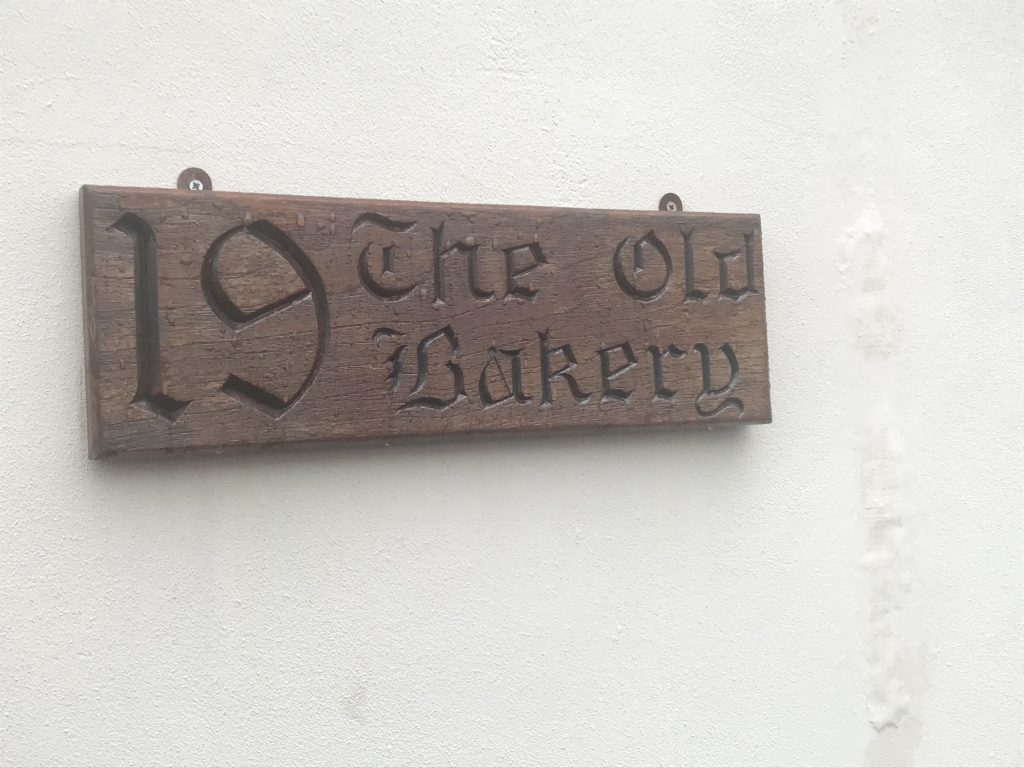 19 The Old
Bakery